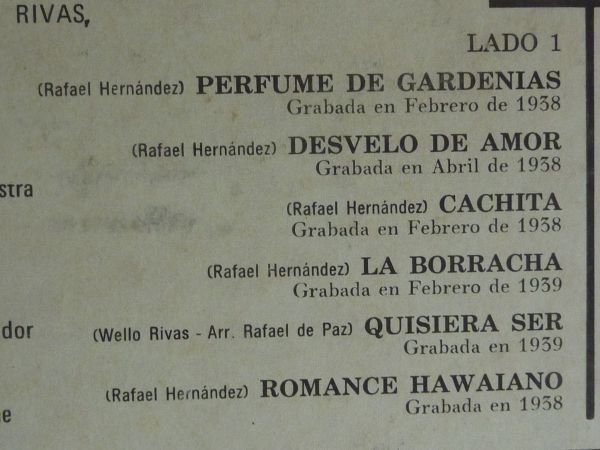 RIVAS,
LADO 1
(Rafael Hernández) PERFUME DE GARDENIAS
Grabada en Febrero de 1938
(Rafael Hernández) DESVELO DE AMOR
Grabada en Abril de 1938
stra
(Rafael Hernández) CACHITA
Grabada en Febrero de 1938
(Rafael Hernández) LA BORRACHA
Grabada en Febrero de 1939
dor
(Wello Rivas - Arr. Rafael de Paz) QUISIERA SER
Grabada en 1939
(Rafael Hernández) ROMANCE HAWAIANO
Grabada en 1938
ne